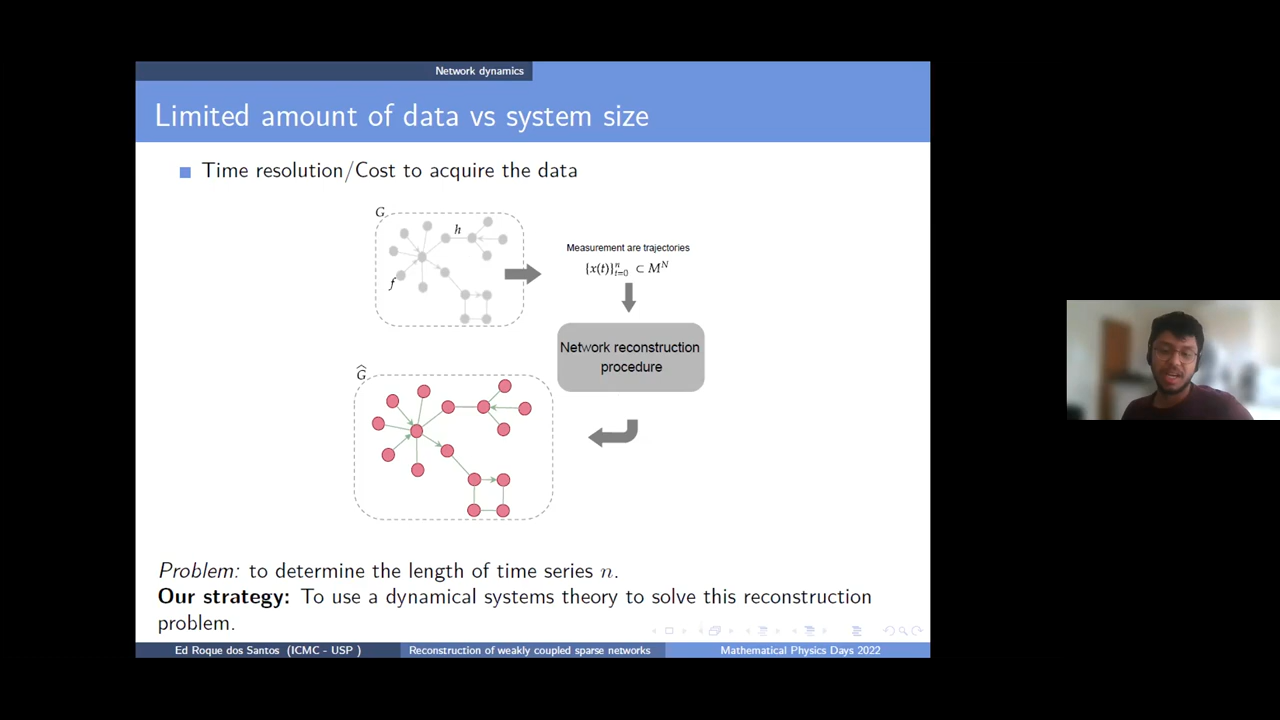 Network dynamics
Limited amount of data vs system size
Time resolution/Cost to acquire the data
G
h
f
Measurement are trajectories
{x(t)}ⁿₜ₌₀ ⊂ Mᴺ
Network reconstruction
procedure
Ĝ
Problem: to determine the length of time series n.
Our strategy: To use a dynamical systems theory to solve this reconstruction
problem.
Ed Roque dos Santos (ICMC - USP )
Reconstruction of weakly coupled sparse networks
Mathematical Physics Days 2022